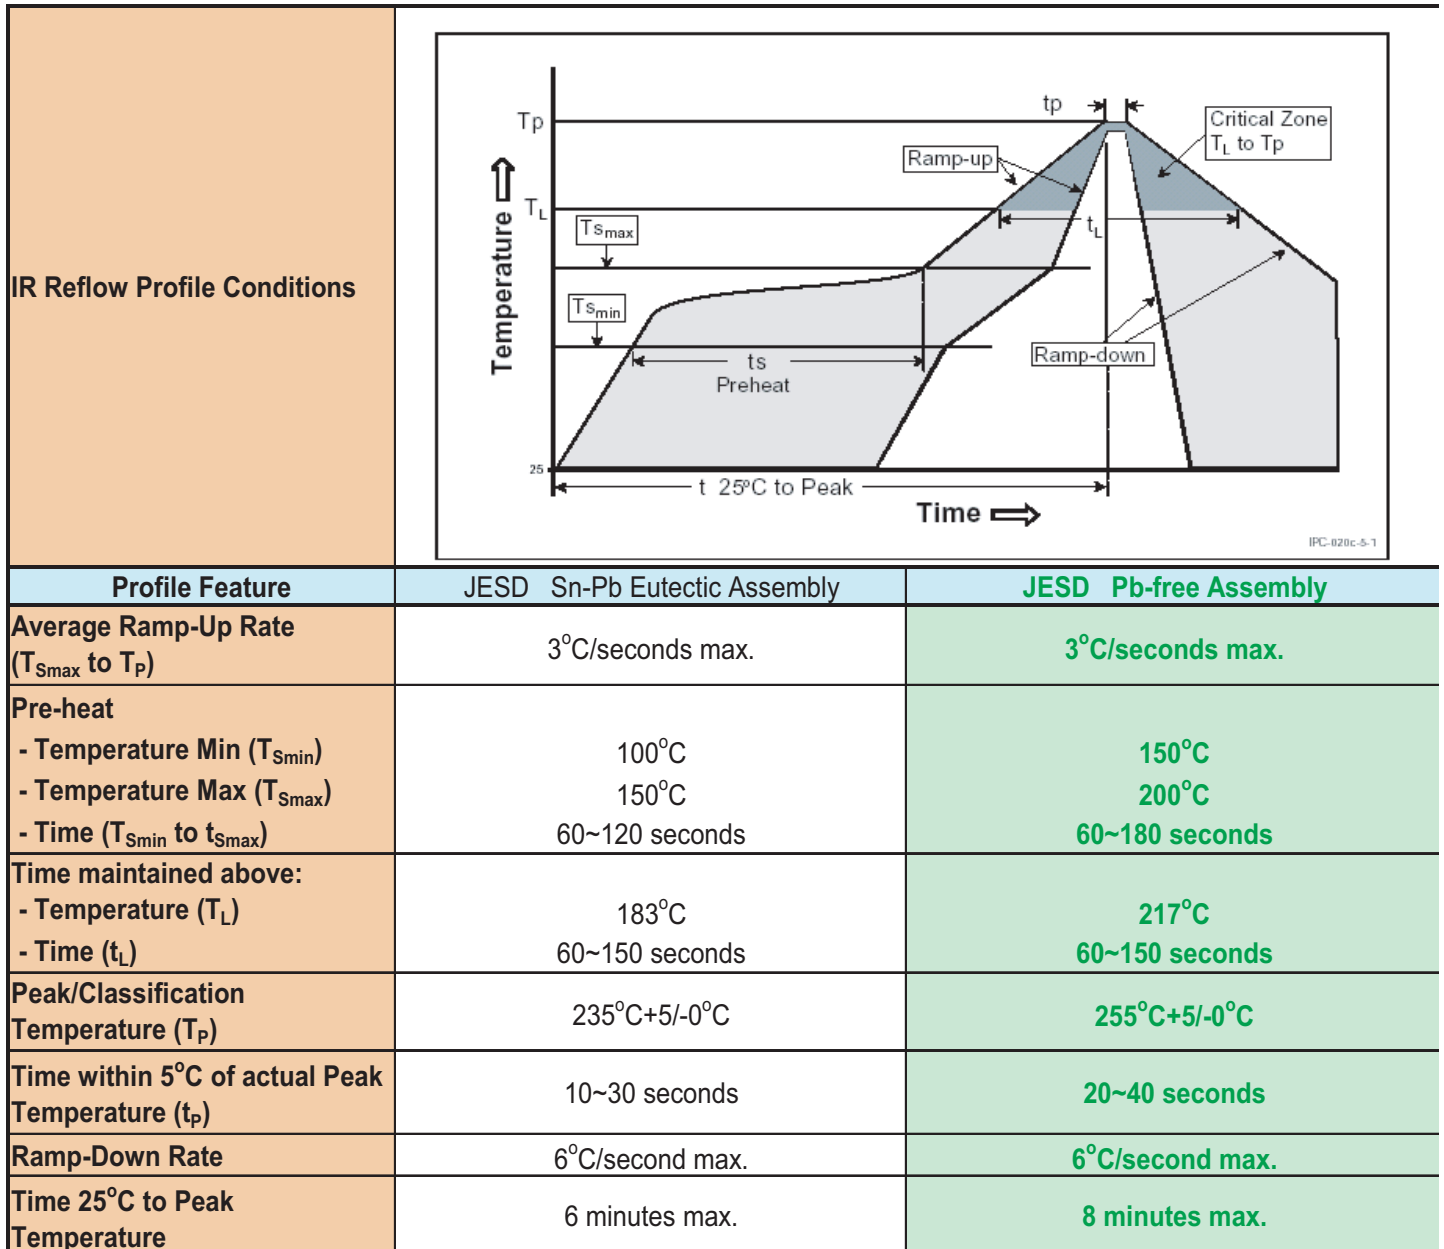 IR Reflow Profile Conditions
Temperature
Tp
TL
Tsmax
Tsmin
25
ts
Preheat
Ramp-up
tp
Critical Zone
TL to Tp
tL
Ramp-down
t 25ºC to Peak
Time
IPC-020c-5-1
Profile Feature JESD Sn-Pb Eutectic Assembly JESD Pb-free Assembly
Average Ramp-Up Rate
(TSmax to TP) 3°C/seconds max. 3°C/seconds max.
Pre-heat
- Temperature Min (TSmin) 100°C 150°C
- Temperature Max (TSmax) 150°C 200°C
- Time (TSmin to tSmax) 60~120 seconds 60~180 seconds
Time maintained above:
- Temperature (TL) 183°C 217°C
- Time (tL) 60~150 seconds 60~150 seconds
Peak/Classification
Temperature (TP) 235°C+5/-0°C 255°C+5/-0°C
Time within 5°C of actual Peak
Temperature (tP) 10~30 seconds 20~40 seconds
Ramp-Down Rate 6°C/second max. 6°C/second max.
Time 25°C to Peak
Temperature 6 minutes max. 8 minutes max.